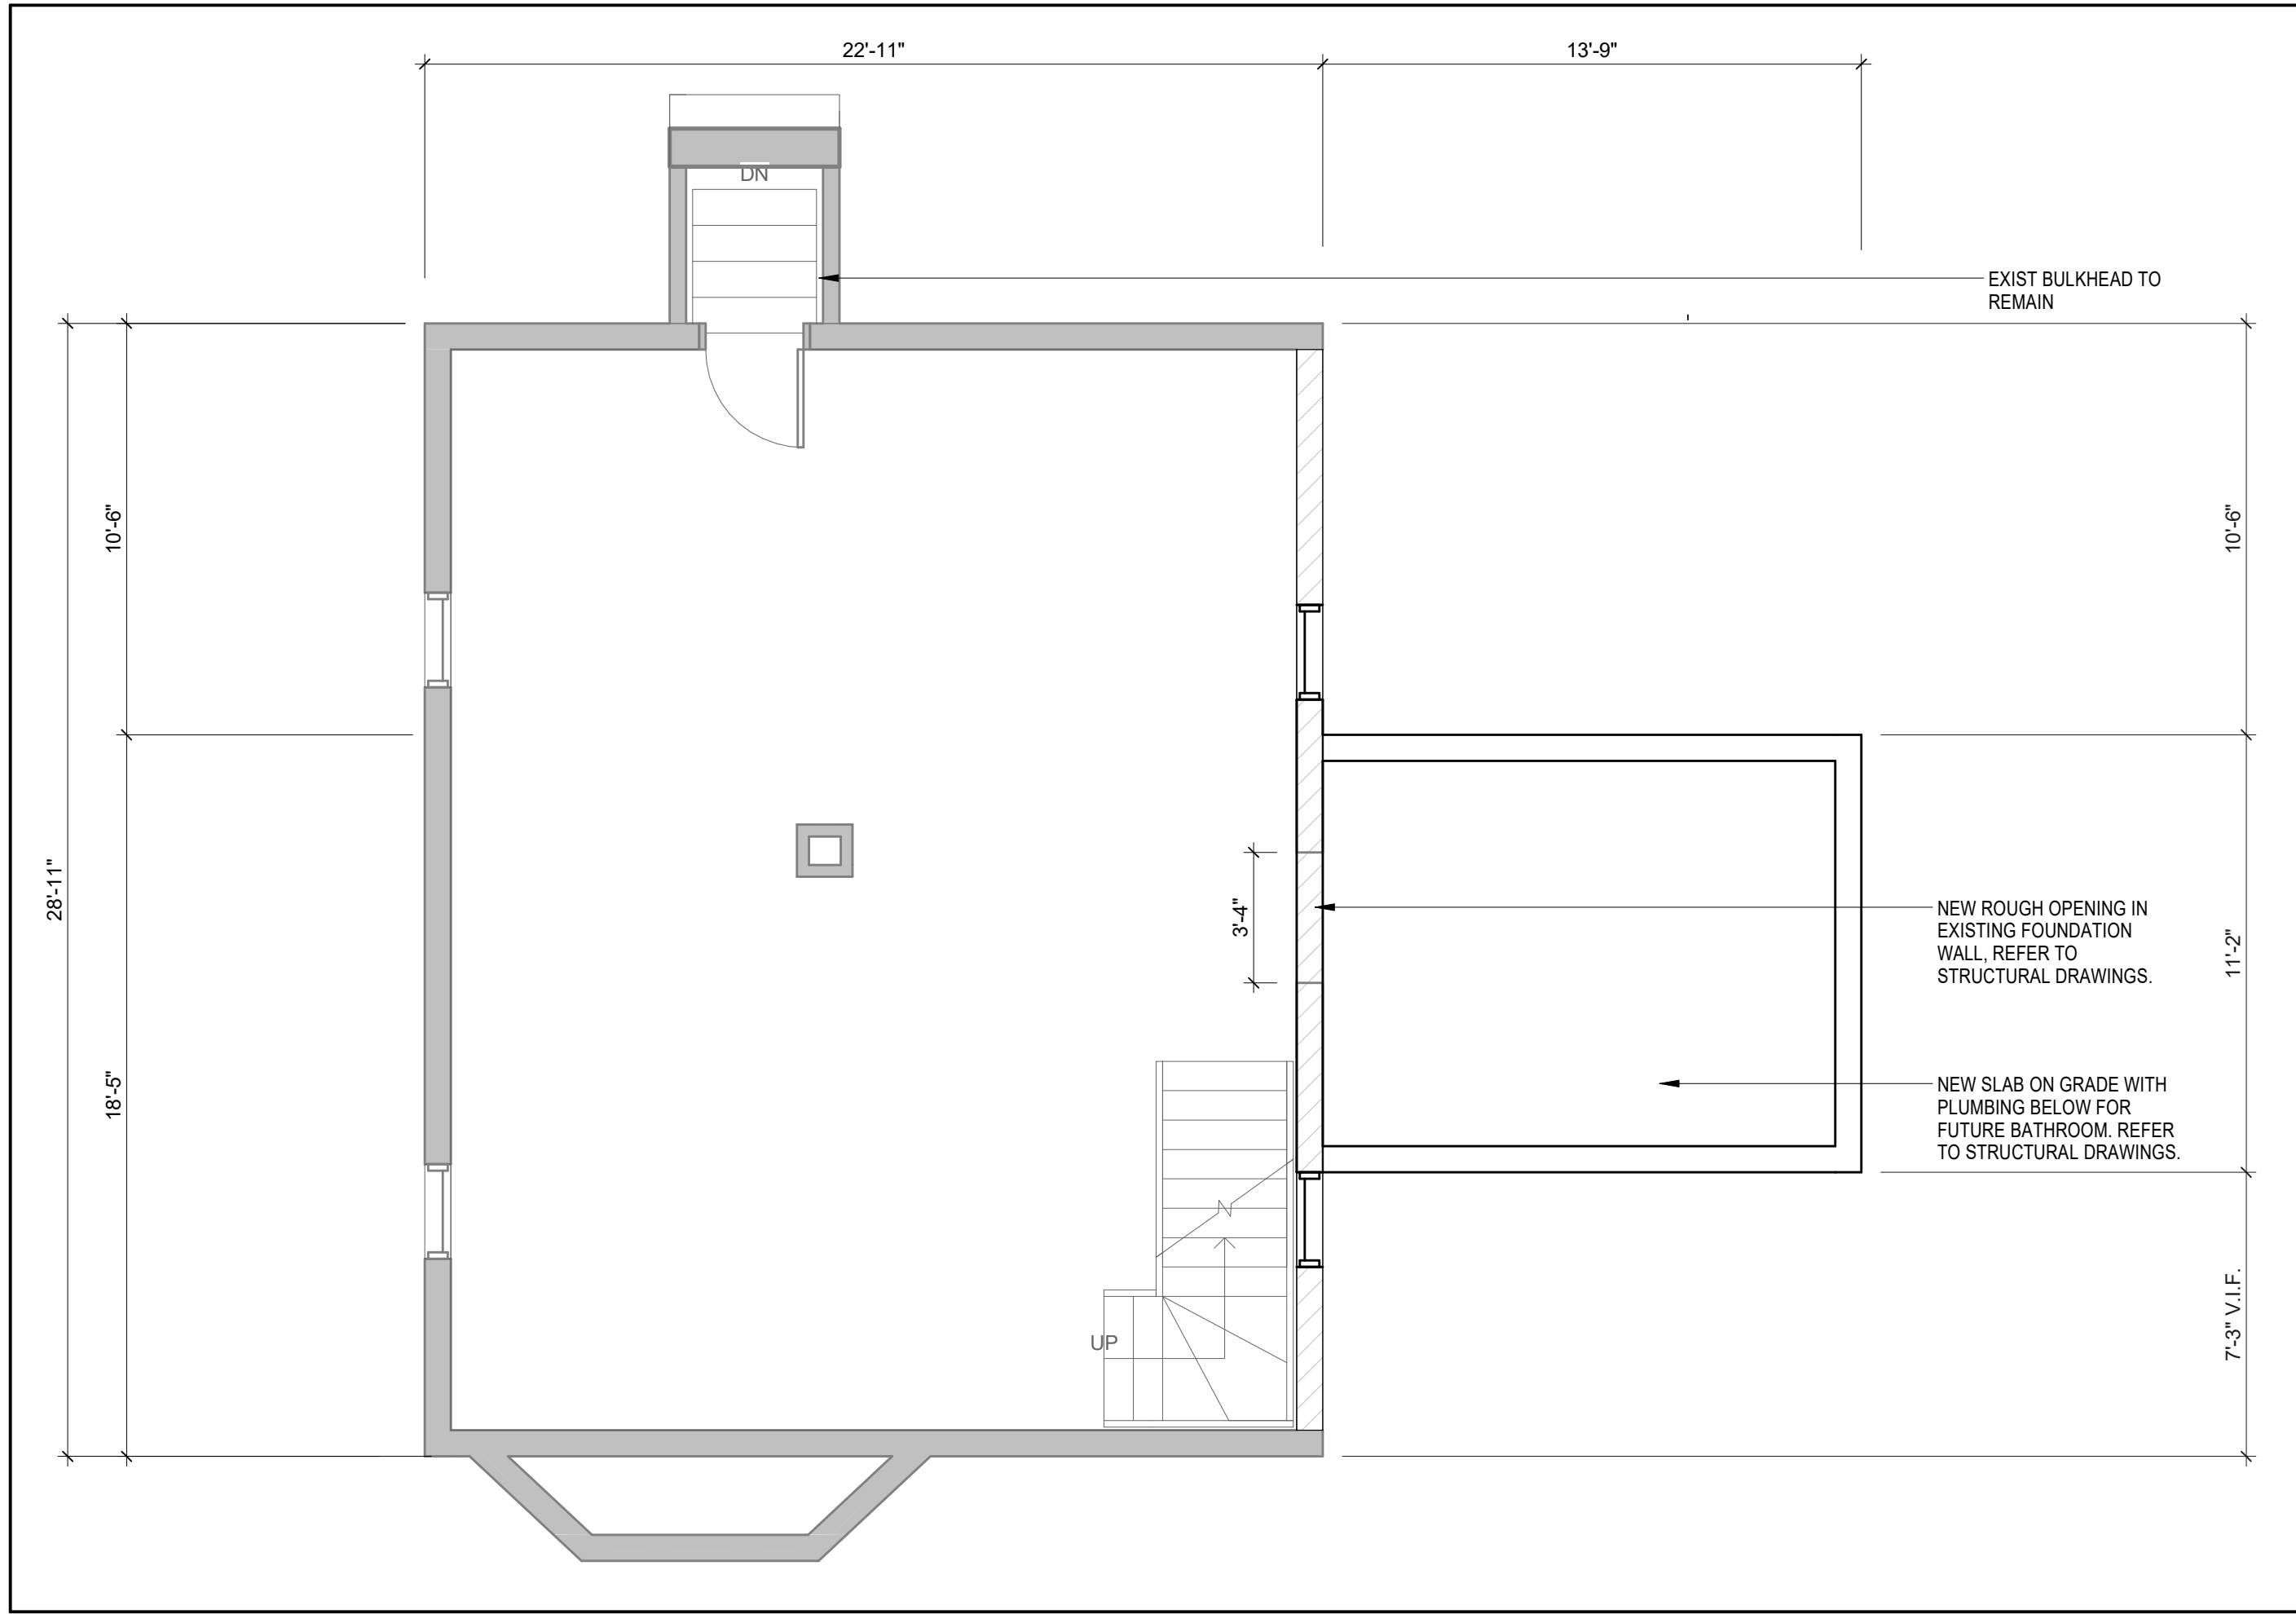 22'-11"
13'-9"
DN
EXIST BULKHEAD TO
REMAIN
10'-6"
10'-6"
28'-11"
3'-4"
NEW ROUGH OPENING IN
EXISTING FOUNDATION
WALL, REFER TO
STRUCTURAL DRAWINGS.
11'-2"
18'-5"
NEW SLAB ON GRADE WITH
PLUMBING BELOW FOR
FUTURE BATHROOM. REFER
TO STRUCTURAL DRAWINGS.
UP
7'-3" V.I.F.